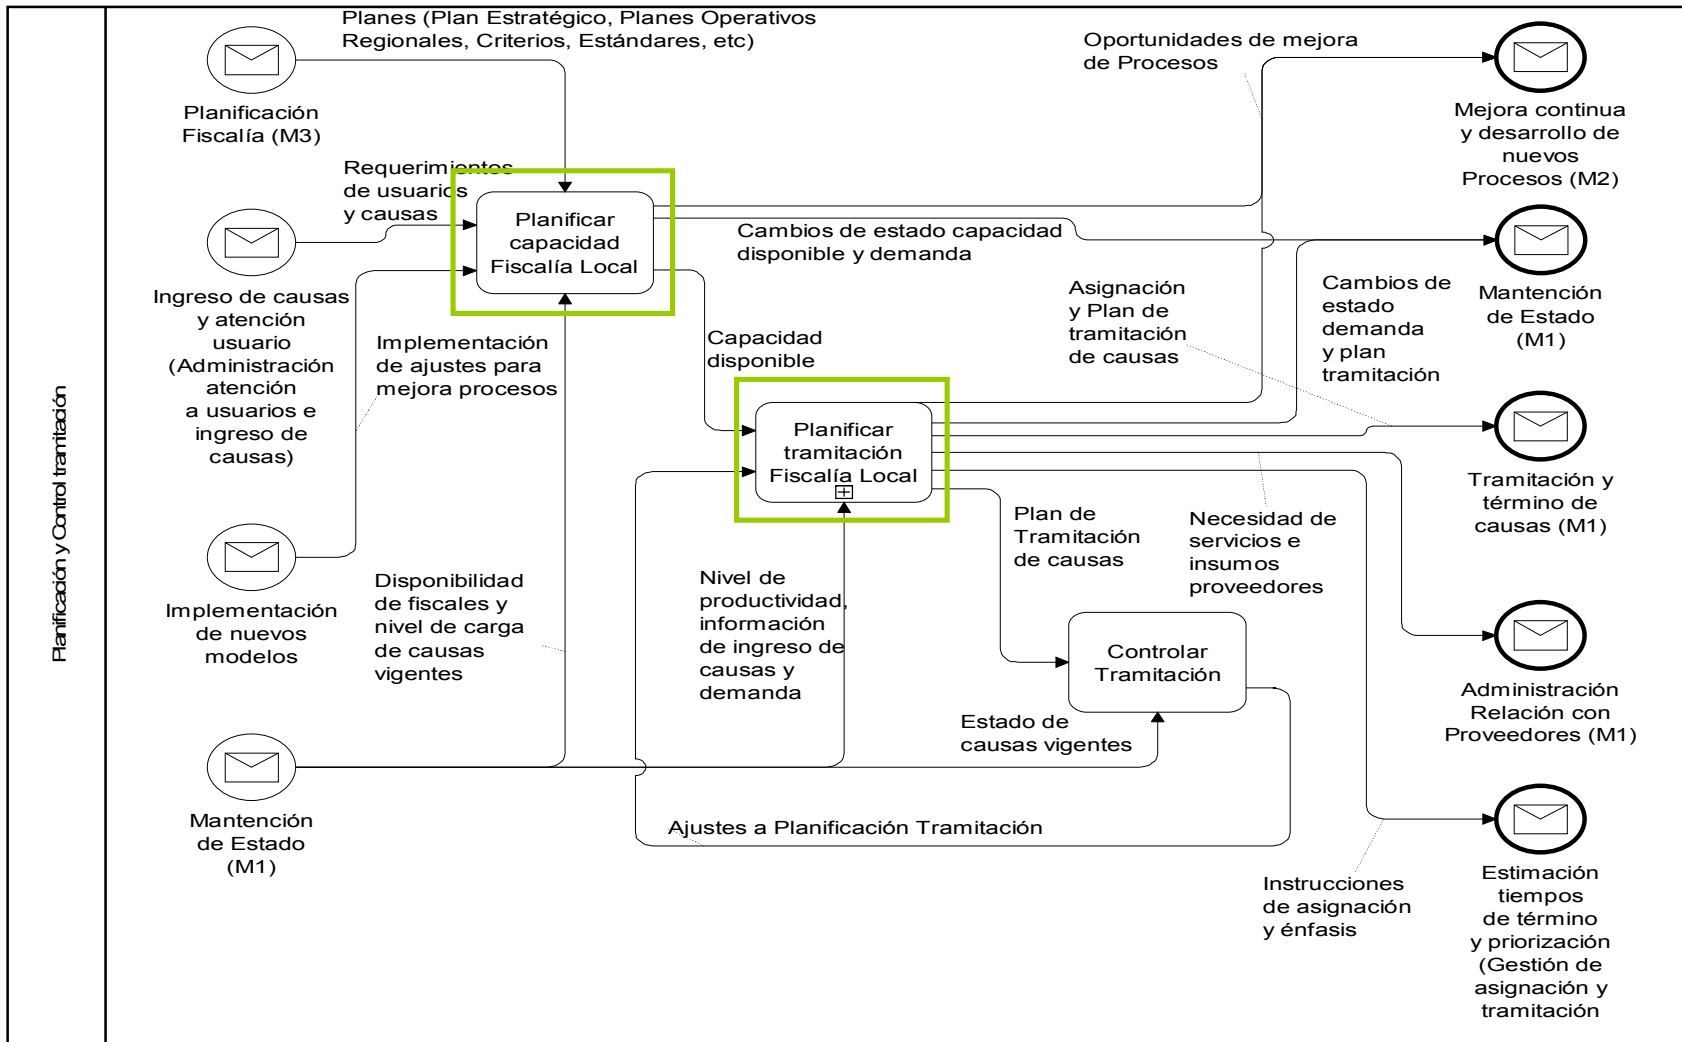 Planificación y Control tramitación
Planes (Plan Estratégico, Planes Operativos
Regionales, Criterios, Estándares, etc)
Planificación
Fiscalía (M3)
Requerimientos
de usuarios
y causas
Ingreso de causas
y atención
usuario
(Administración
atención
a usuarios e
ingreso de
causas)
Implementación
de ajustes para
mejora procesos
Implementación
de nuevos
modelos
Disponibilidad
de fiscales y
nivel de carga
de causas
vigentes
Mantención
de Estado
(M1)
Planificar
capacidad
Fiscalía Local
Cambios de estado capacidad
disponible y demanda
Capacidad
disponible
Planificar
tramitación
Fiscalía Local
Nivel de
productividad,
información
de ingreso de
causas y
demanda
Plan de
Tramitación
de causas
Controlar
Tramitación
Estado de
causas vigentes
Ajustes a Planificación Tramitación
Oportunidades de mejora
de Procesos
Asignación
y Plan de
tramitación
de causas
Cambios de
estado
demanda
y plan
tramitación
Necesidad de
servicios e
insumos
proveedores
Instrucciones
de asignación
y énfasis
Mejora continua
y desarrollo de
nuevos
Procesos (M2)
Mantención
de Estado
(M1)
Tramitación y
término de
causas (M1)
Administración
Relación con
Proveedores (M1)
Estimación
tiempos
de término
y priorización
(Gestión de
asignación y
tramitación